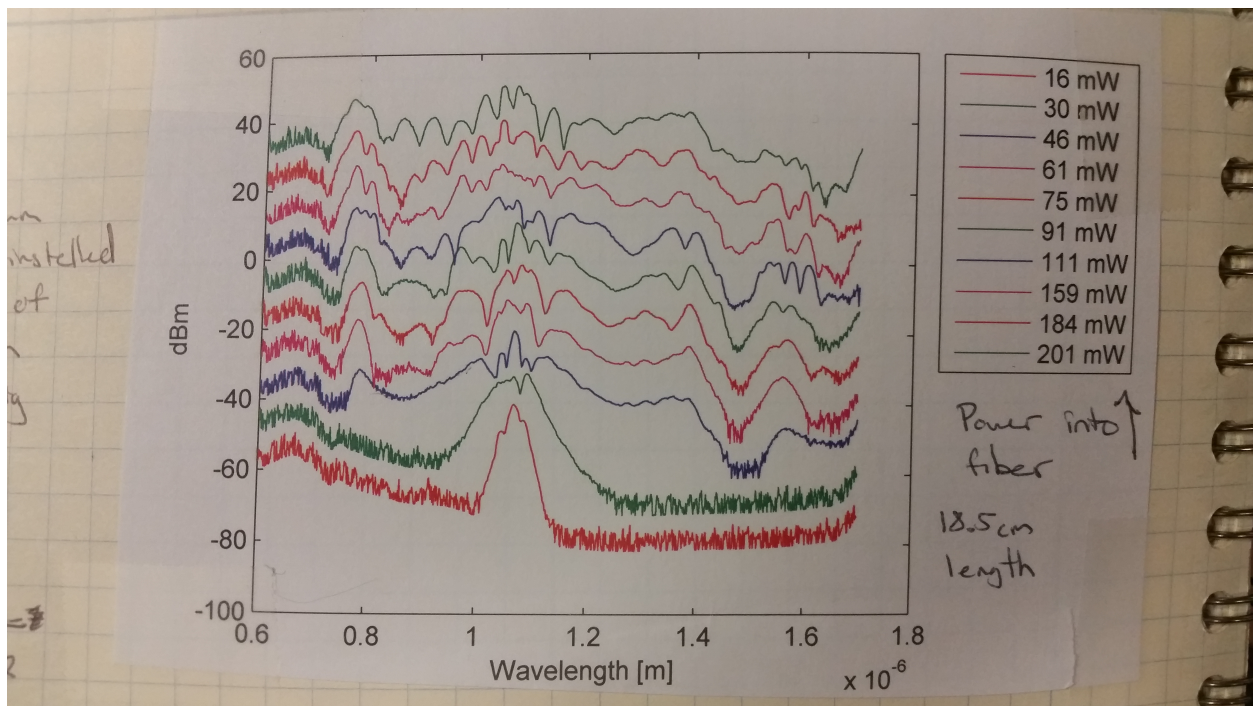 60
40
20
0
-20
-40
-60
-80
-100
dBm
0.6 0.8 1 1.2 1.4 1.6 1.8
Wavelength [m]
x 10-6
16 mW
30 mW
46 mW
61 mW
75 mW
91 mW
111 mW
159 mW
184 mW
201 mW
Power into
fiber
18.5cm
length
installed
of